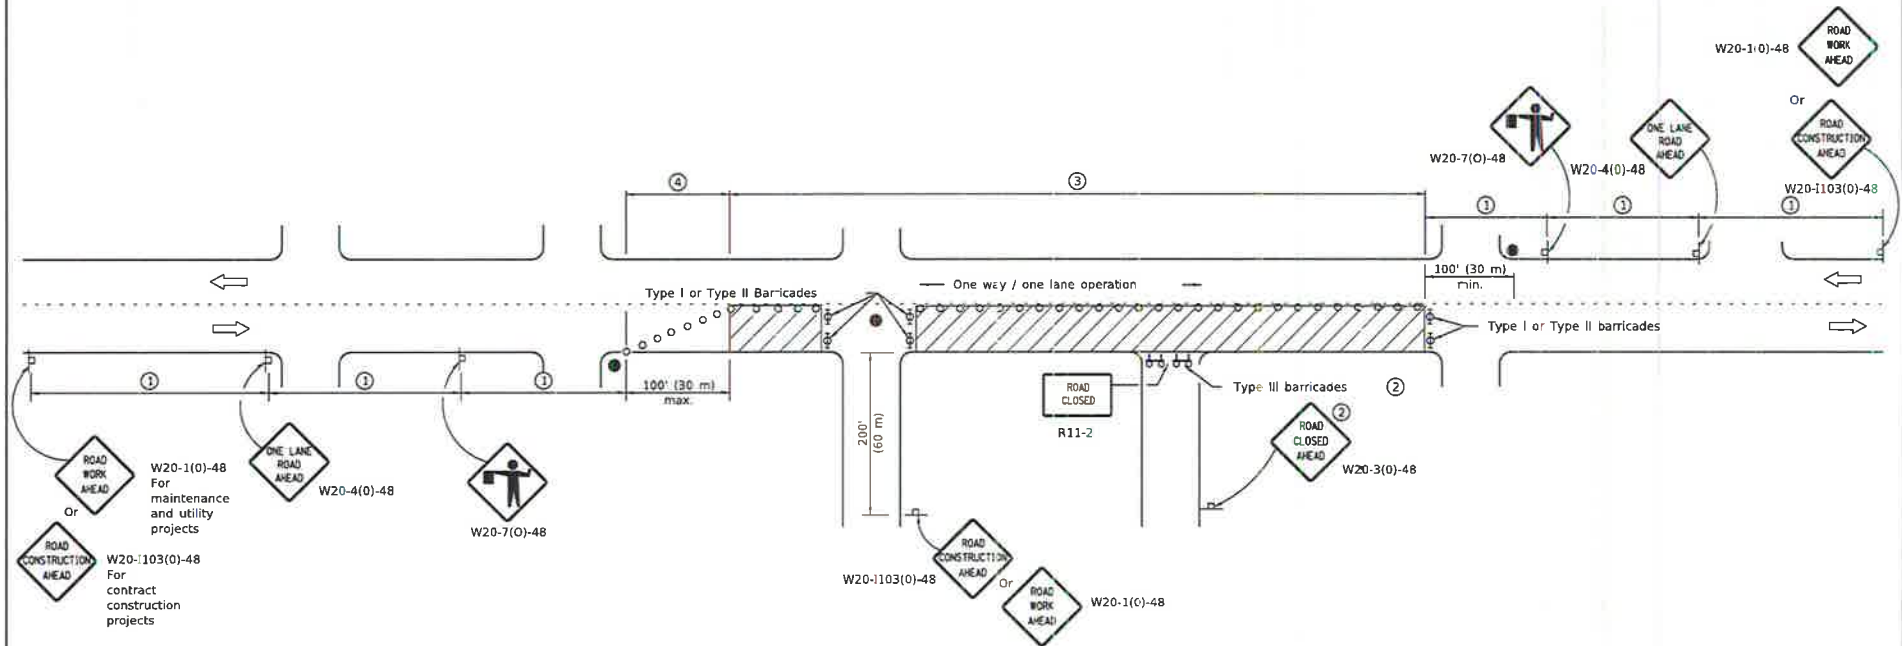 ROAD
WORK
AHEAD
W20-1(0)-48
Or
ROAD
CONSTRUCTION
AHEAD
W20-I103(0)-48
W20-7(O)-48
ONE LANE
ROAD
AHEAD
W20-4(0)-48
④
③
①
①
①
100' (30 m)
min.
Type I or Type II Barricades
One way / one lane operation
Type I or Type II barricades
①
①
①
100' (30 m)
max.
200'
(60 m)
ROAD
CLOSED
R11-2
Type III barricades
②
ROAD
CLOSED
AHEAD
②
W20-3(0)-48
ROAD
WORK
AHEAD
W20-1(0)-48
For
maintenance
and utility
projects
Or
ROAD
CONSTRUCTION
AHEAD
W20-I103(0)-48
For
contract
construction
projects
ONE LANE
ROAD
AHEAD
W20-4(0)-48
W20-7(O)-48
ROAD
CONSTRUCTION
AHEAD
W20-I103(0)-48
Or
ROAD
WORK
AHEAD
W20-1(0)-48